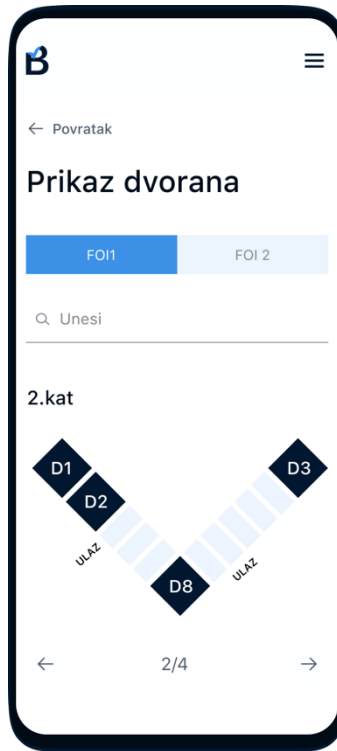 B
Povratak
Prikaz dvorana
FOI1 FOI 2
Unesi
2.kat
D1
D3
D2
ULAZ
ULAZ
D8
2/4